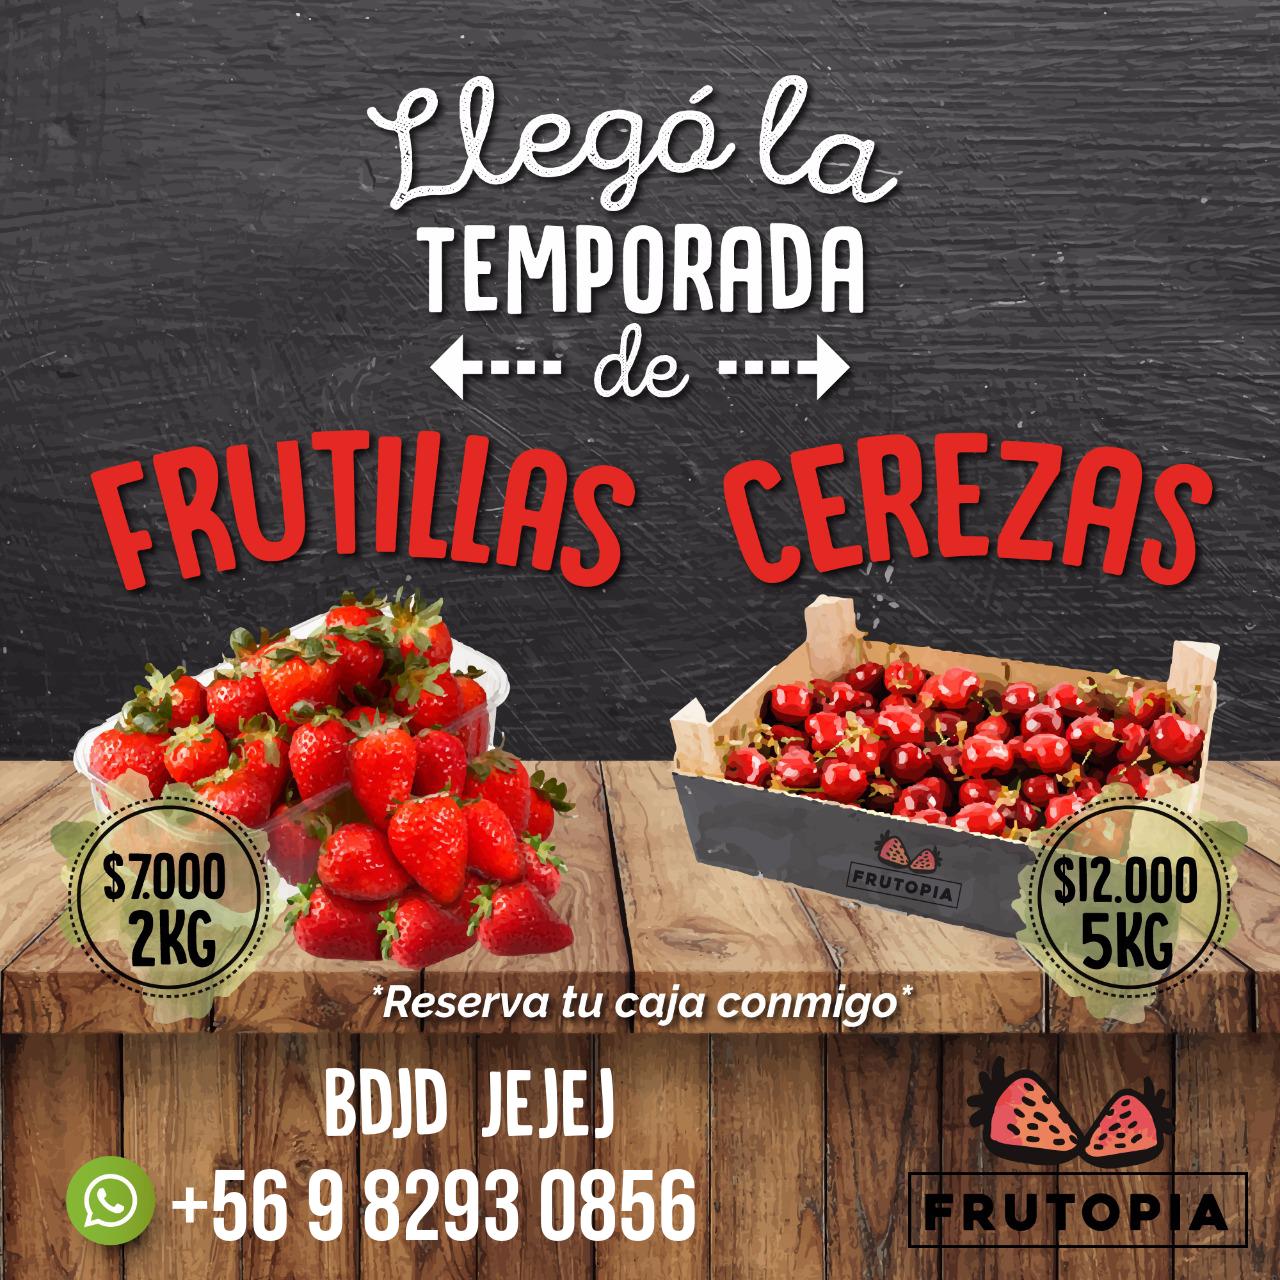 Llegó la
TEMPORADA
de
FRUTILLAS CEREZAS
FRUTOPIA
$7.000
2KG
$12.000
5KG
*Reserva tu caja conmigo*
BDJD JEJEJ
+56 9 8293 0856
FRUTOPIA